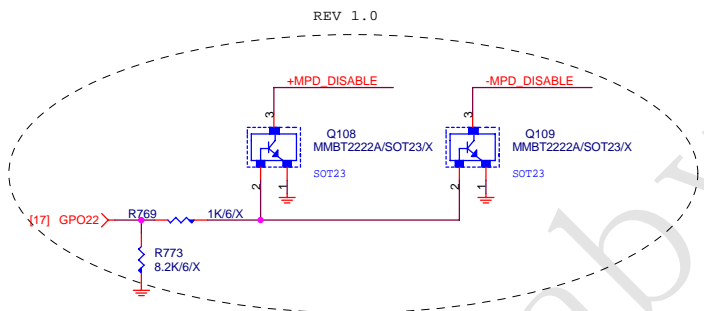 REV 1.0
+MPD_DISABLE
-MPD_DISABLE
3
3
Q108
MMBT2222A/SOT23/X
SOT23
Q109
MMBT2222A/SOT23/X
SOT23
2
1
2
1
[17] GPO22
R769
1K/6/X
R773
8.2K/6/X